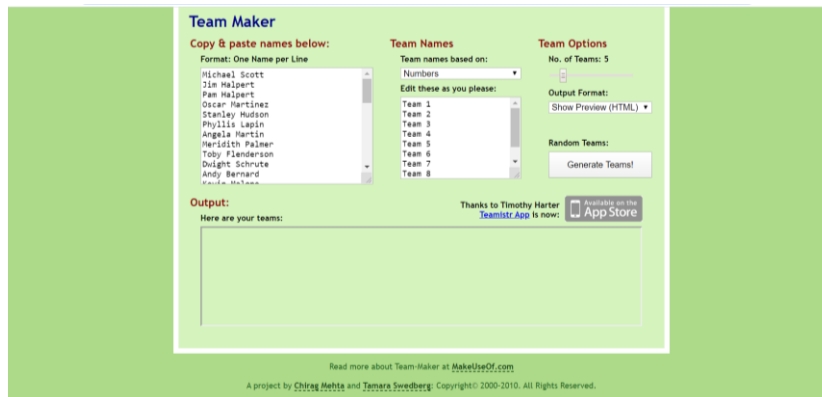 Team Maker
Copy & paste names below:
Format: One Name per Line
Michael Scott
Jim Halpert
Pam Halpert
Oscar Martinez
Stanley Hudson
Phyllis Lapin
Angela Martin
Meridith Palmer
Toby Flenderson
Dwight Schrute
Andy Bernard
Team Names
Team names based on:
Numbers
Edit these as you please:
Team 1
Team 2
Team 3
Team 4
Team 5
Team 6
Team 7
Team 8
Team Options
No. of Teams: 5
Output Format:
Show Preview (HTML)
Random Teams:
Generate Teams!
Output:
Here are your teams:
Thanks to Timothy Harter
Teamistr App is now:
Available on the
App Store
Read more about Team-Maker at MakeUseOf.com
A project by Chirag Mehta and Tamara Swedberg: Copyright© 2000-2010. All Rights Reserved.